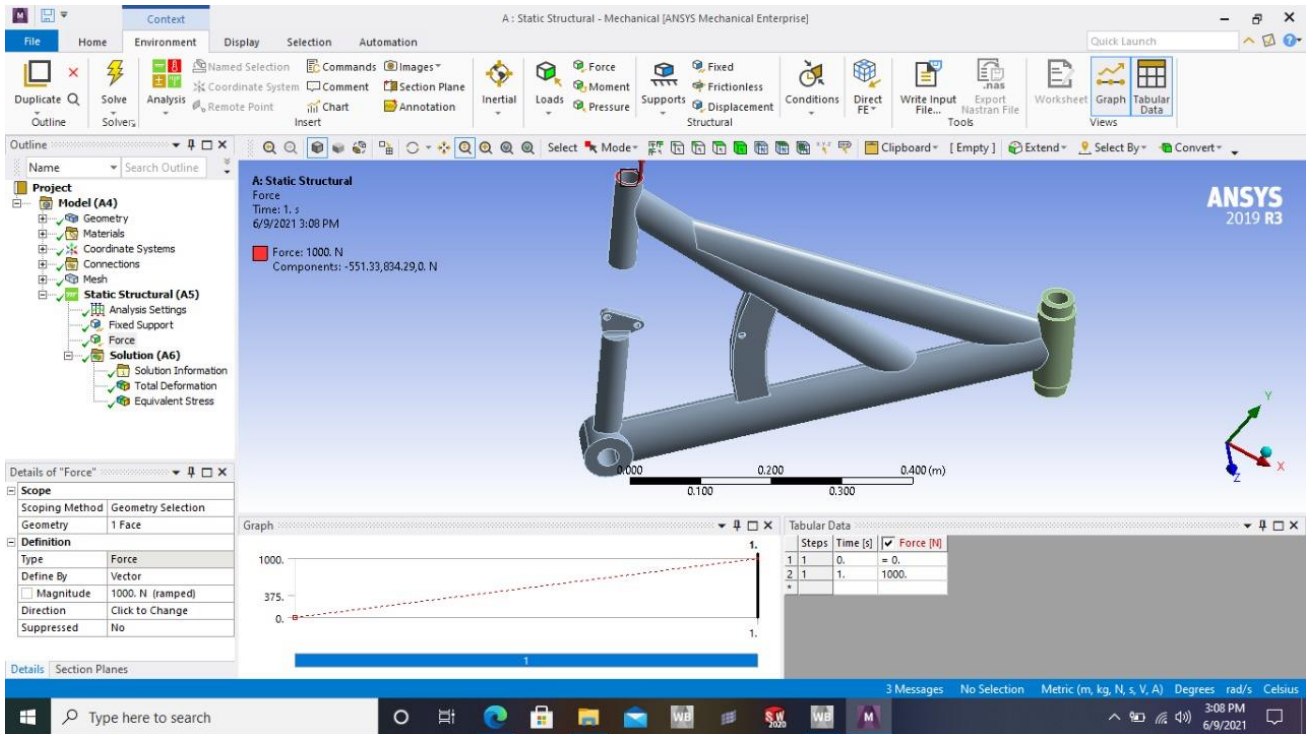 M
Context
A : Static Structural - Mechanical [ANSYS Mechanical Enterprise]
File Home Environment Display Selection Automation
Quick Launch
Duplicate Q
Outline
Solve
Solvers
Analysis
Named Selection
Coordinate System
Remote Point
Commands
Comment
Chart
Images
Section Plane
Annotation
Insert
Inertial
Loads
Force
Moment
Pressure
Supports
Fixed
Frictionless
Displacement
Structural
Conditions
Direct
FE
Write Input
File...
.nas
Export
Nastran File
Tools
Worksheet
Graph
Tabular
Data
Views
Outline
Select Mode Clipboard [ Empty ] Extend Select By Convert
Name Search Outline
Project
Model (A4)
Geometry
Materials
Coordinate Systems
Connections
Mesh
Static Structural (A5)
Analysis Settings
Fixed Support
Force
Solution (A6)
Solution Information
Total Deformation
Equivalent Stress
A: Static Structural
Force
Time: 1. s
6/9/2021 3:08 PM
Force: 1000. N
Components: -551.33,834.29,0. N
ANSYS
2019 R3
Y
X
Z
0.000 0.200 0.400 (m)
0.100 0.300
Details of "Force"
Scope
Scoping Method Geometry Selection
Geometry 1 Face
Definition
Type Force
Define By Vector
Magnitude 1000. N (ramped)
Direction Click to Change
Suppressed No
Details Section Planes
Graph
1.
1000.
375.
0.
1.
1
Tabular Data
Steps Time [s] Force [N]
1 1 0. = 0.
2 1 1. 1000.
*
3 Messages No Selection Metric (m, kg, N, s, V, A) Degrees rad/s Celsius
Type here to search
WB
SW
2020
WB
M
3:08 PM
6/9/2021